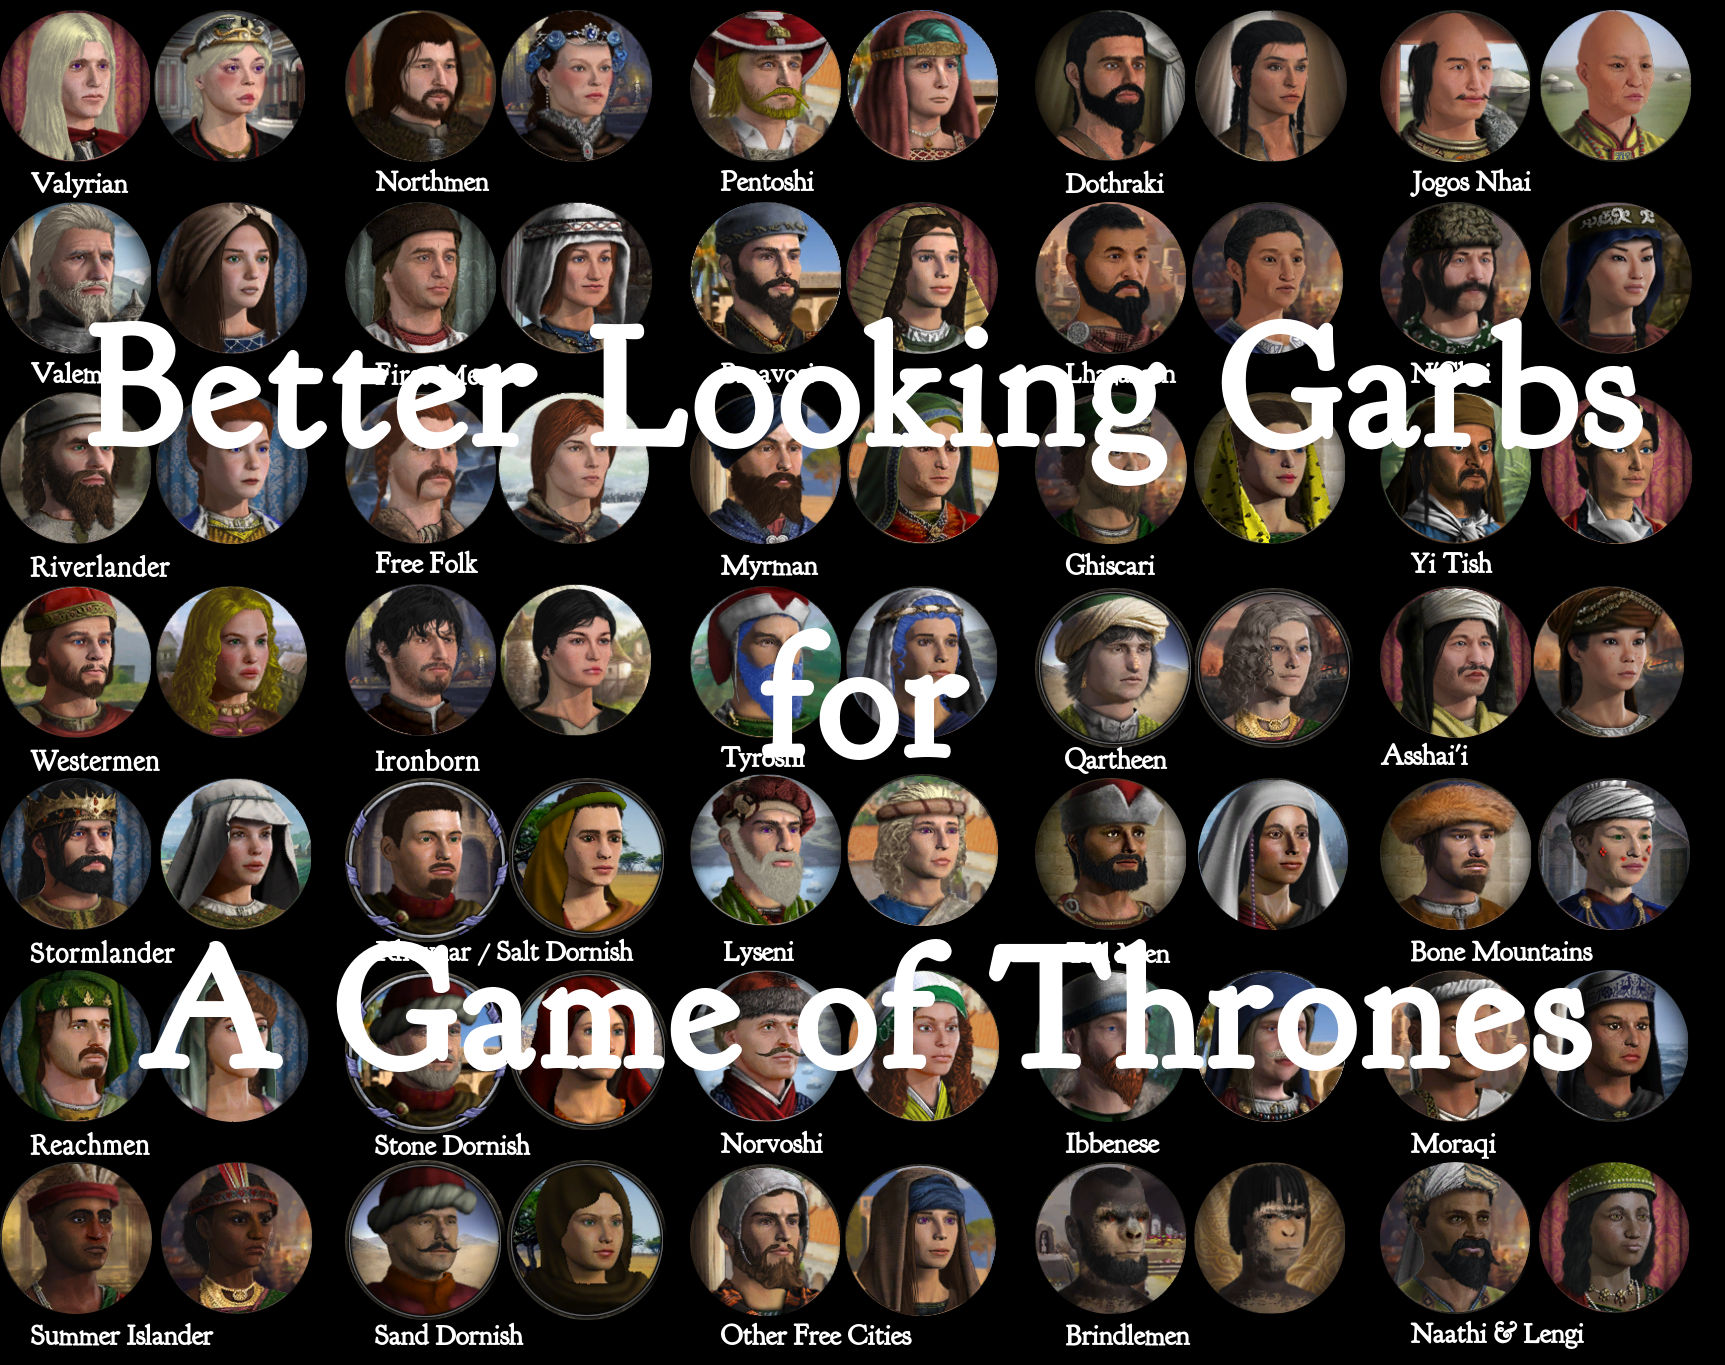 Valyrian
Northmen
Pentoshi
Dothraki
Jogos Nhai
Better Looking Garbs
Riverlander
Free Folk
Myrman
Ghiscari
Yi Tish
for
Westermen
Ironborn
Tyroshi
Qartheen
Asshai'i
Stormlander
/ Salt Dornish
Lyseni
Bone Mountains
A Game of Thrones
Reachmen
Stone Dornish
Norvoshi
Ibbenese
Moraqi
Summer Islander
Sand Dornish
Other Free Cities
Brindlemen
Naathi & Lengi